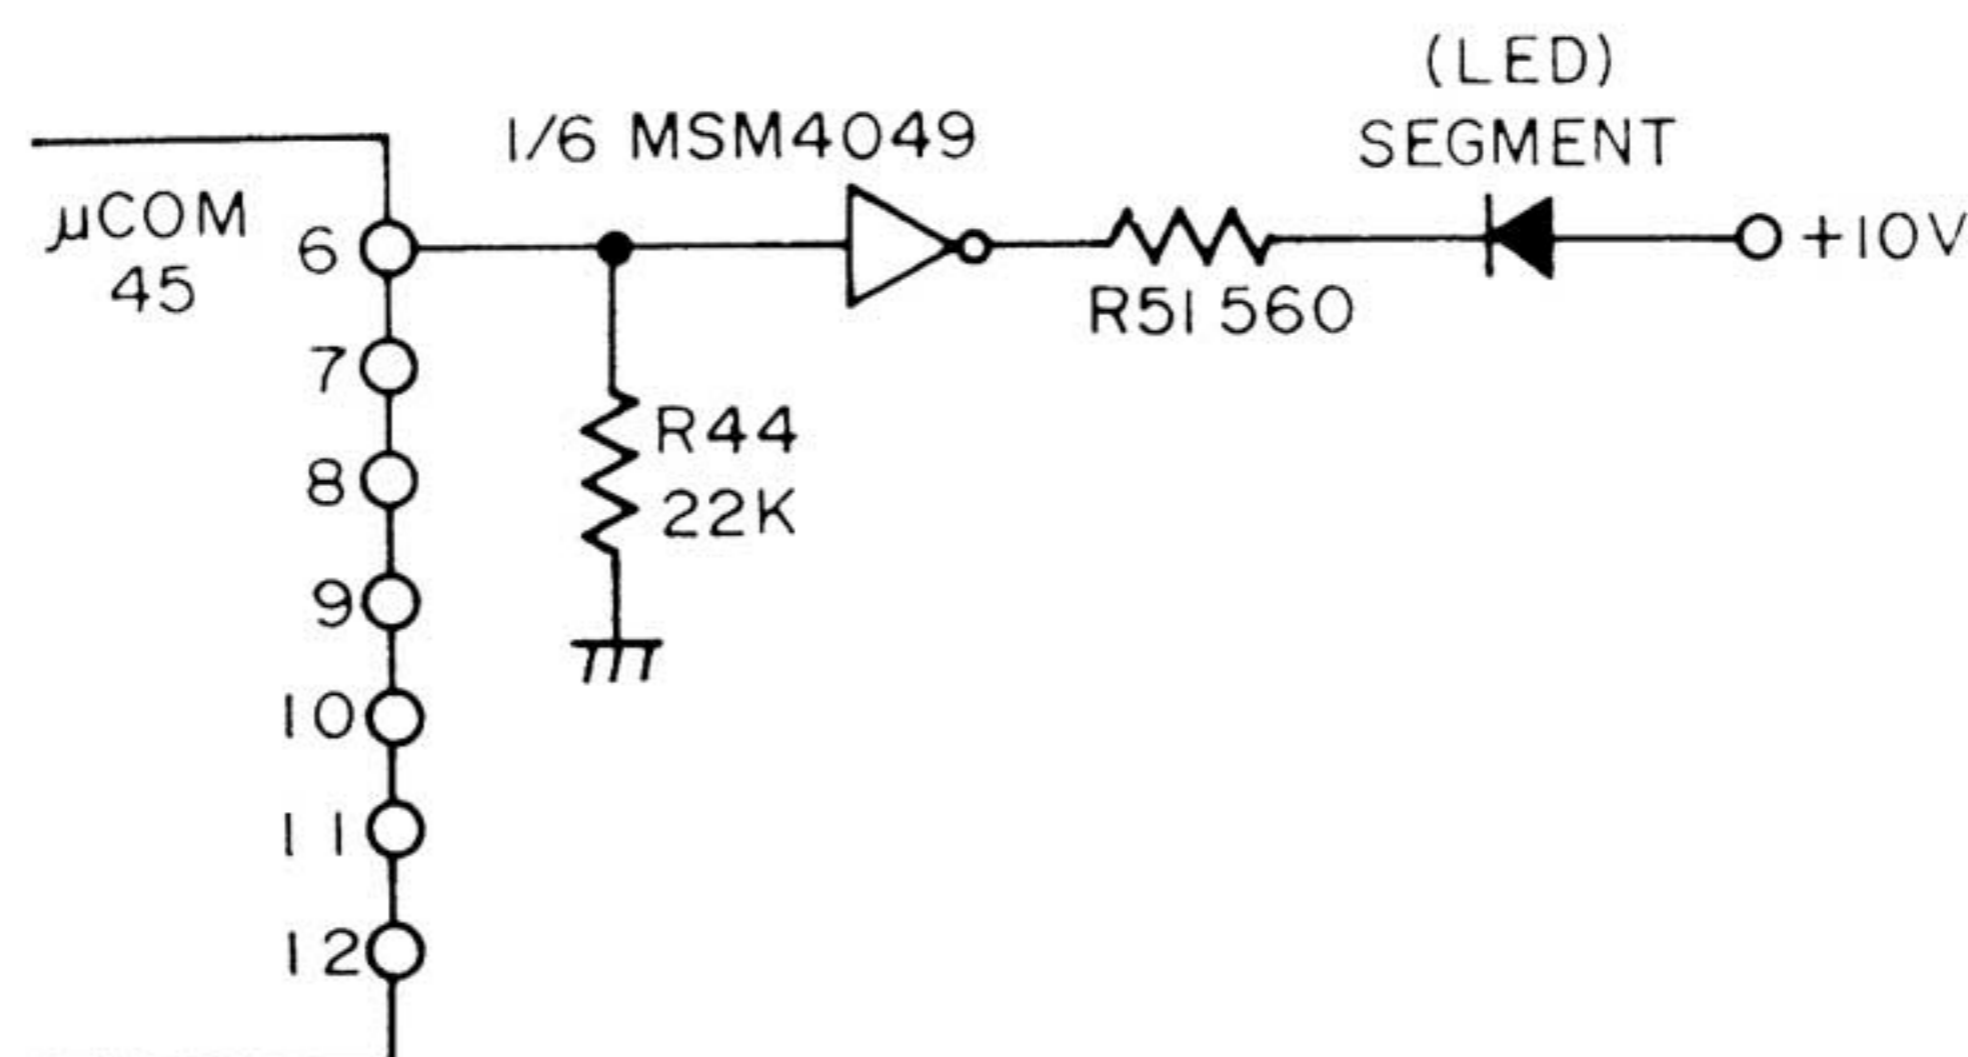 (LED)
SEGMENT
1/6 MSM4049
μCOM
45
6
+10V
R51 560
7
R44
22K
8
9
10
11
12